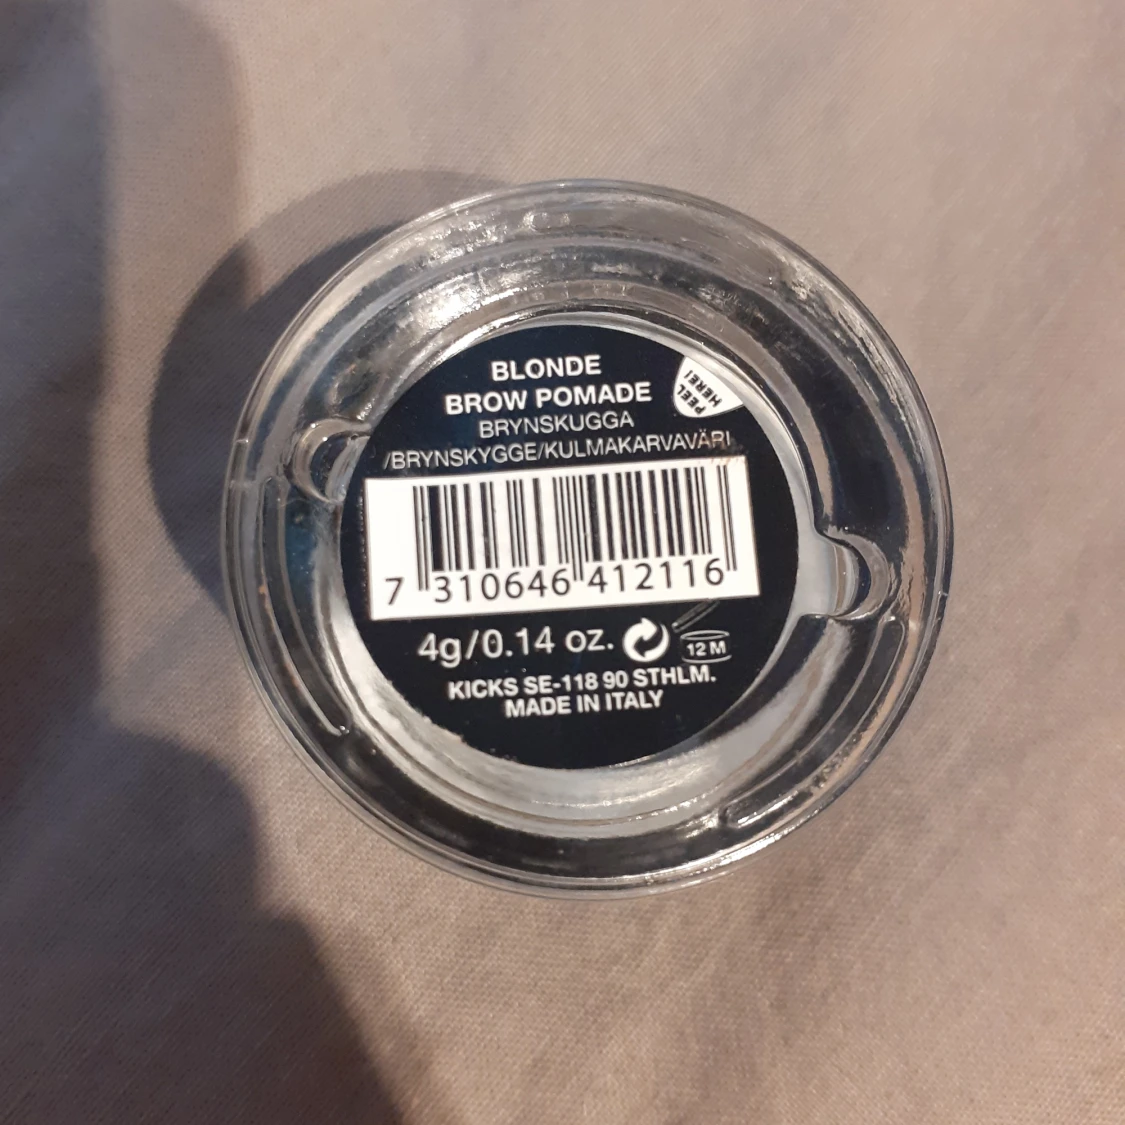 BLONDE
BROW POMADE
BRYNSKUGGA
/BRYNSKYGGE/KULMAKARVAVÄRI
PEEL
HERE!
7 310646 412116
4g/0.14 oz.
12 M
KICKS SE-118 90 STHLM.
MADE IN ITALY